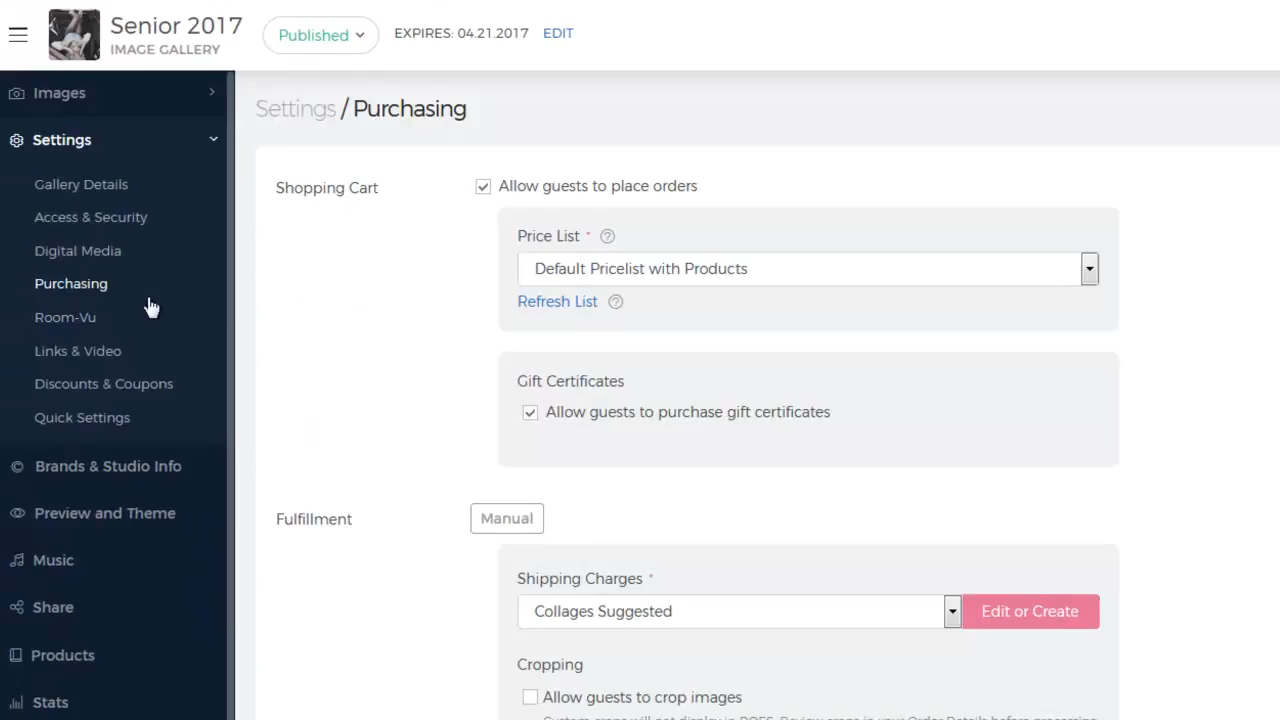 Senior 2017
IMAGE GALLERY
Published
EXPIRES: 04.21.2017 EDIT
Images
Settings
Gallery Details
Access & Security
Digital Media
Purchasing
Room-Vu
Links & Video
Discounts & Coupons
Quick Settings
Brands & Studio Info
Preview and Theme
Music
Share
Products
Stats
Settings / Purchasing
Shopping Cart
Allow guests to place orders
Price List *
Default Pricelist with Products
Refresh List
Gift Certificates
Allow guests to purchase gift certificates
Fulfillment
Manual
Shipping Charges *
Collages Suggested
Edit or Create
Cropping
Allow guests to crop images